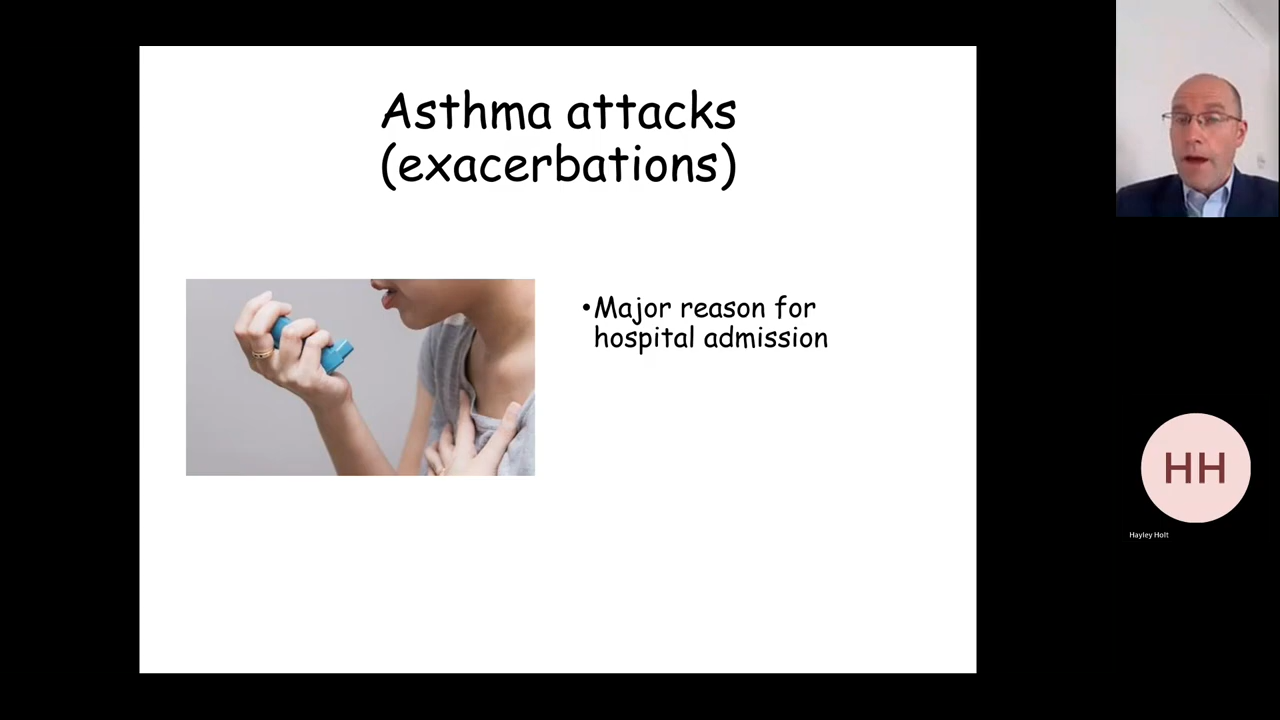 Asthma attacks
(exacerbations)
•Major reason for
hospital admission
HH
Hayley Holt